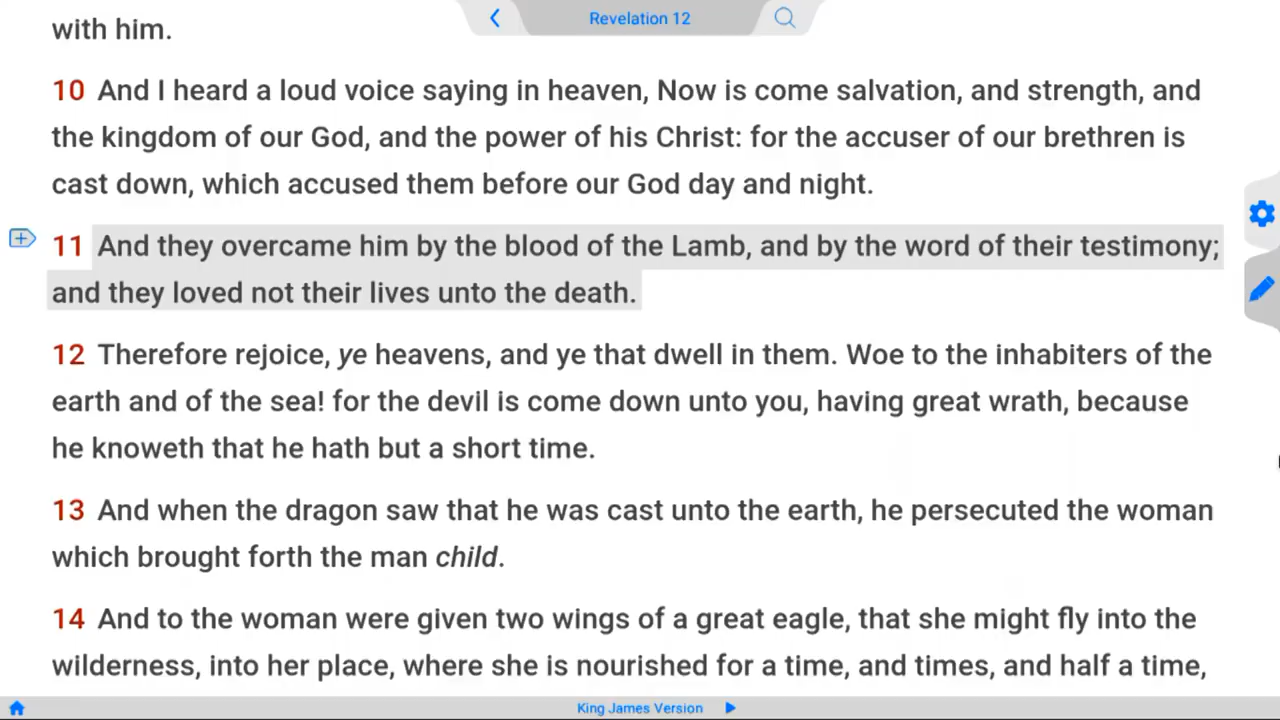 Revelation 12
with him.
10 And I heard a loud voice saying in heaven, Now is come salvation, and strength, and
the kingdom of our God, and the power of his Christ: for the accuser of our brethren is
cast down, which accused them before our God day and night.
11 And they overcame him by the blood of the Lamb, and by the word of their testimony;
and they loved not their lives unto the death.
12 Therefore rejoice, ye heavens, and ye that dwell in them. Woe to the inhabiters of the
earth and of the sea! for the devil is come down unto you, having great wrath, because
he knoweth that he hath but a short time.
13 And when the dragon saw that he was cast unto the earth, he persecuted the woman
which brought forth the man child.
14 And to the woman were given two wings of a great eagle, that she might fly into the
wilderness, into her place, where she is nourished for a time, and times, and half a time,
King James Version